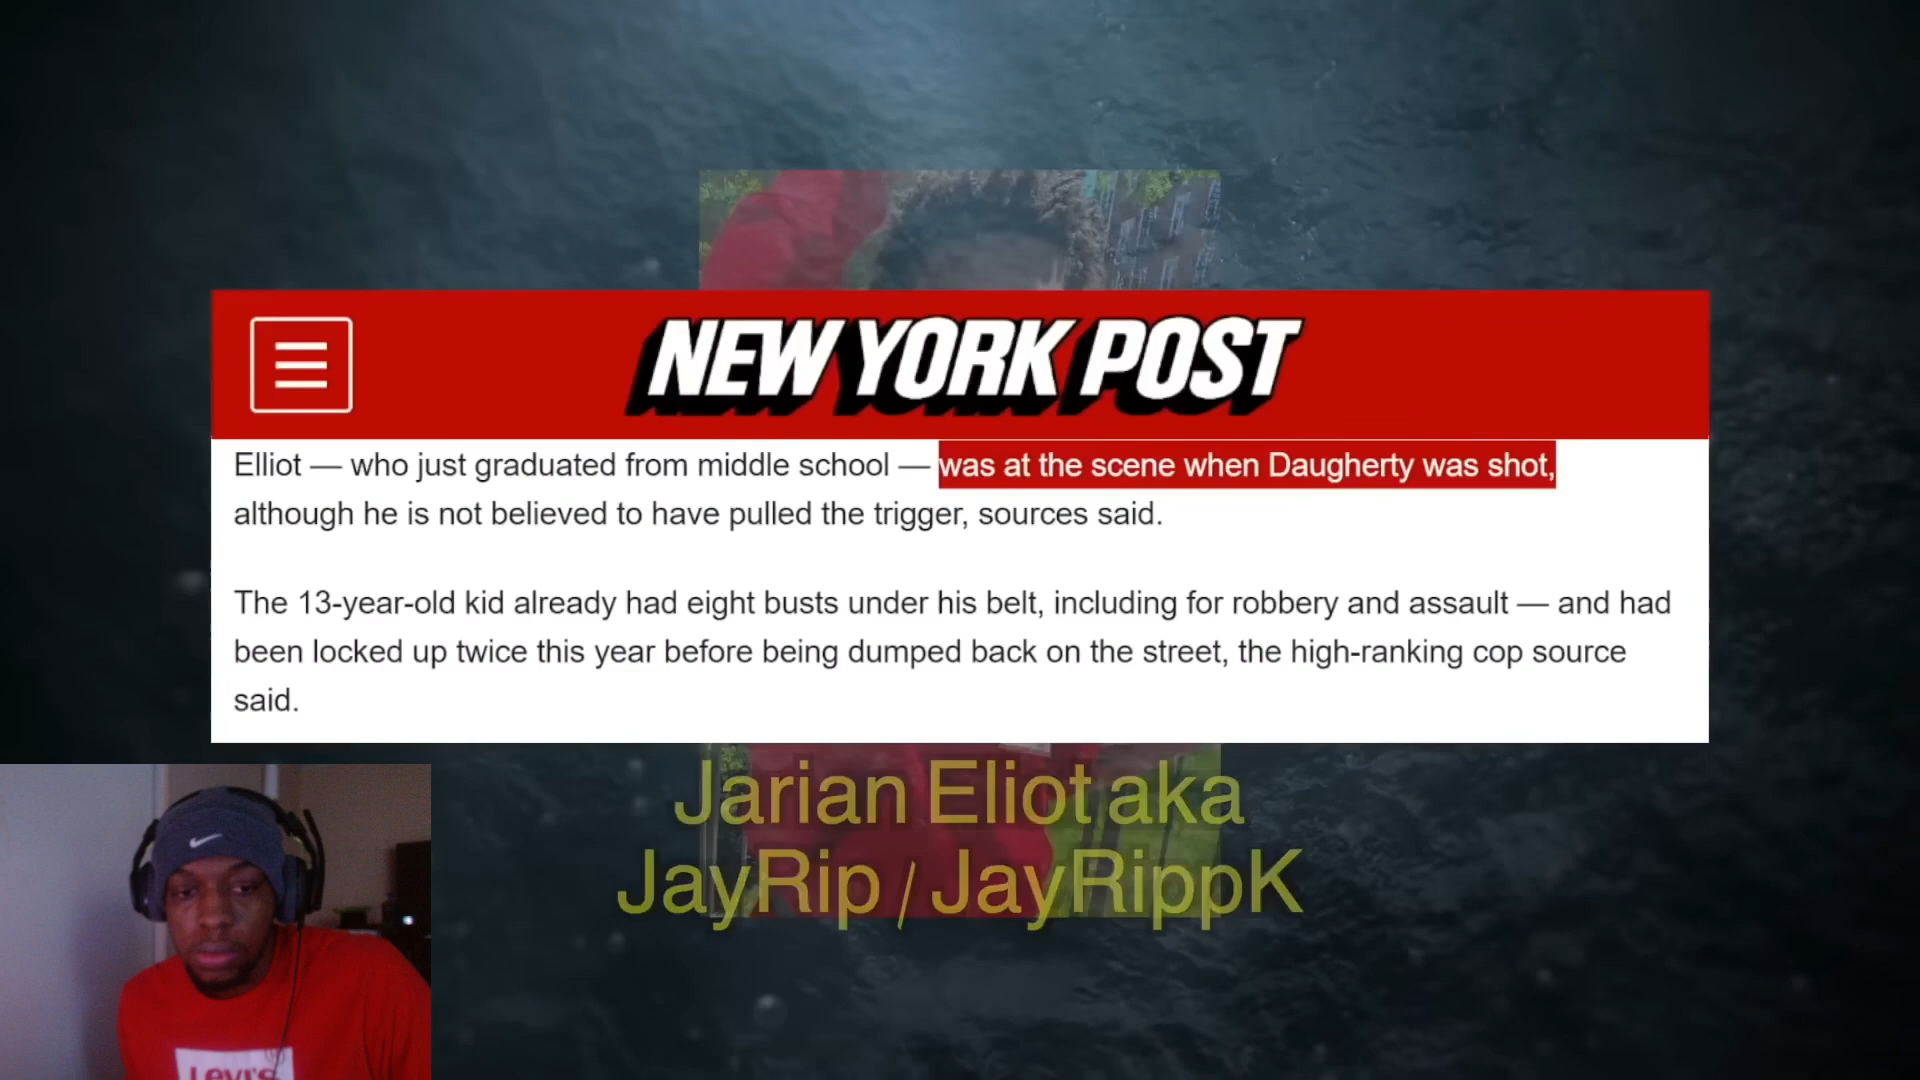 NEW YORK POST
Elliot — who just graduated from middle school — was at the scene when Daugherty was shot,
although he is not believed to have pulled the trigger, sources said.
The 13-year-old kid already had eight busts under his belt, including for robbery and assault — and had
been locked up twice this year before being dumped back on the street, the high-ranking cop source
said.
Jarian Eliot aka
JayRip / JayRippK
Levi's